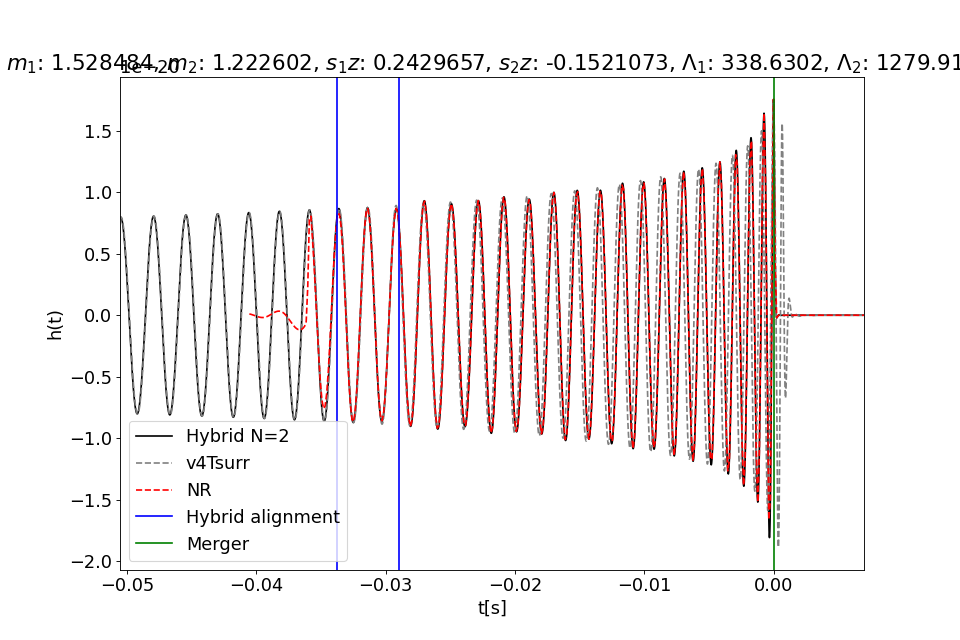 m₁: 1.528484, m₂: 1.222602, s₁z: 0.2429657, s₂z: -0.1521073, Λ₁: 338.6302, Λ₂: 1279.91
1e−20
1.5
1.0
0.5
0.0
−0.5
−1.0
−1.5
−2.0
h(t)
Hybrid N=2
v4Tsurr
NR
Hybrid alignment
Merger
−0.05
−0.04
−0.03
−0.02
−0.01
0.00
t[s]